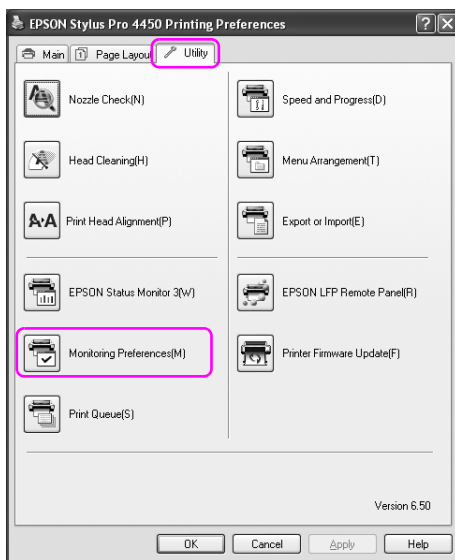 EPSON Stylus Pro 4450 Printing Preferences
Main Page Layout Utility
Nozzle Check(N)
Speed and Progress(D)
Head Cleaning(H)
Menu Arrangement(T)
Print Head Alignment(P)
Export or Import(E)
EPSON Status Monitor 3(W)
EPSON LFP Remote Panel(R)
Monitoring Preferences(M)
Printer Firmware Update(F)
Print Queue(S)
Version 6.50
OK Cancel Apply Help